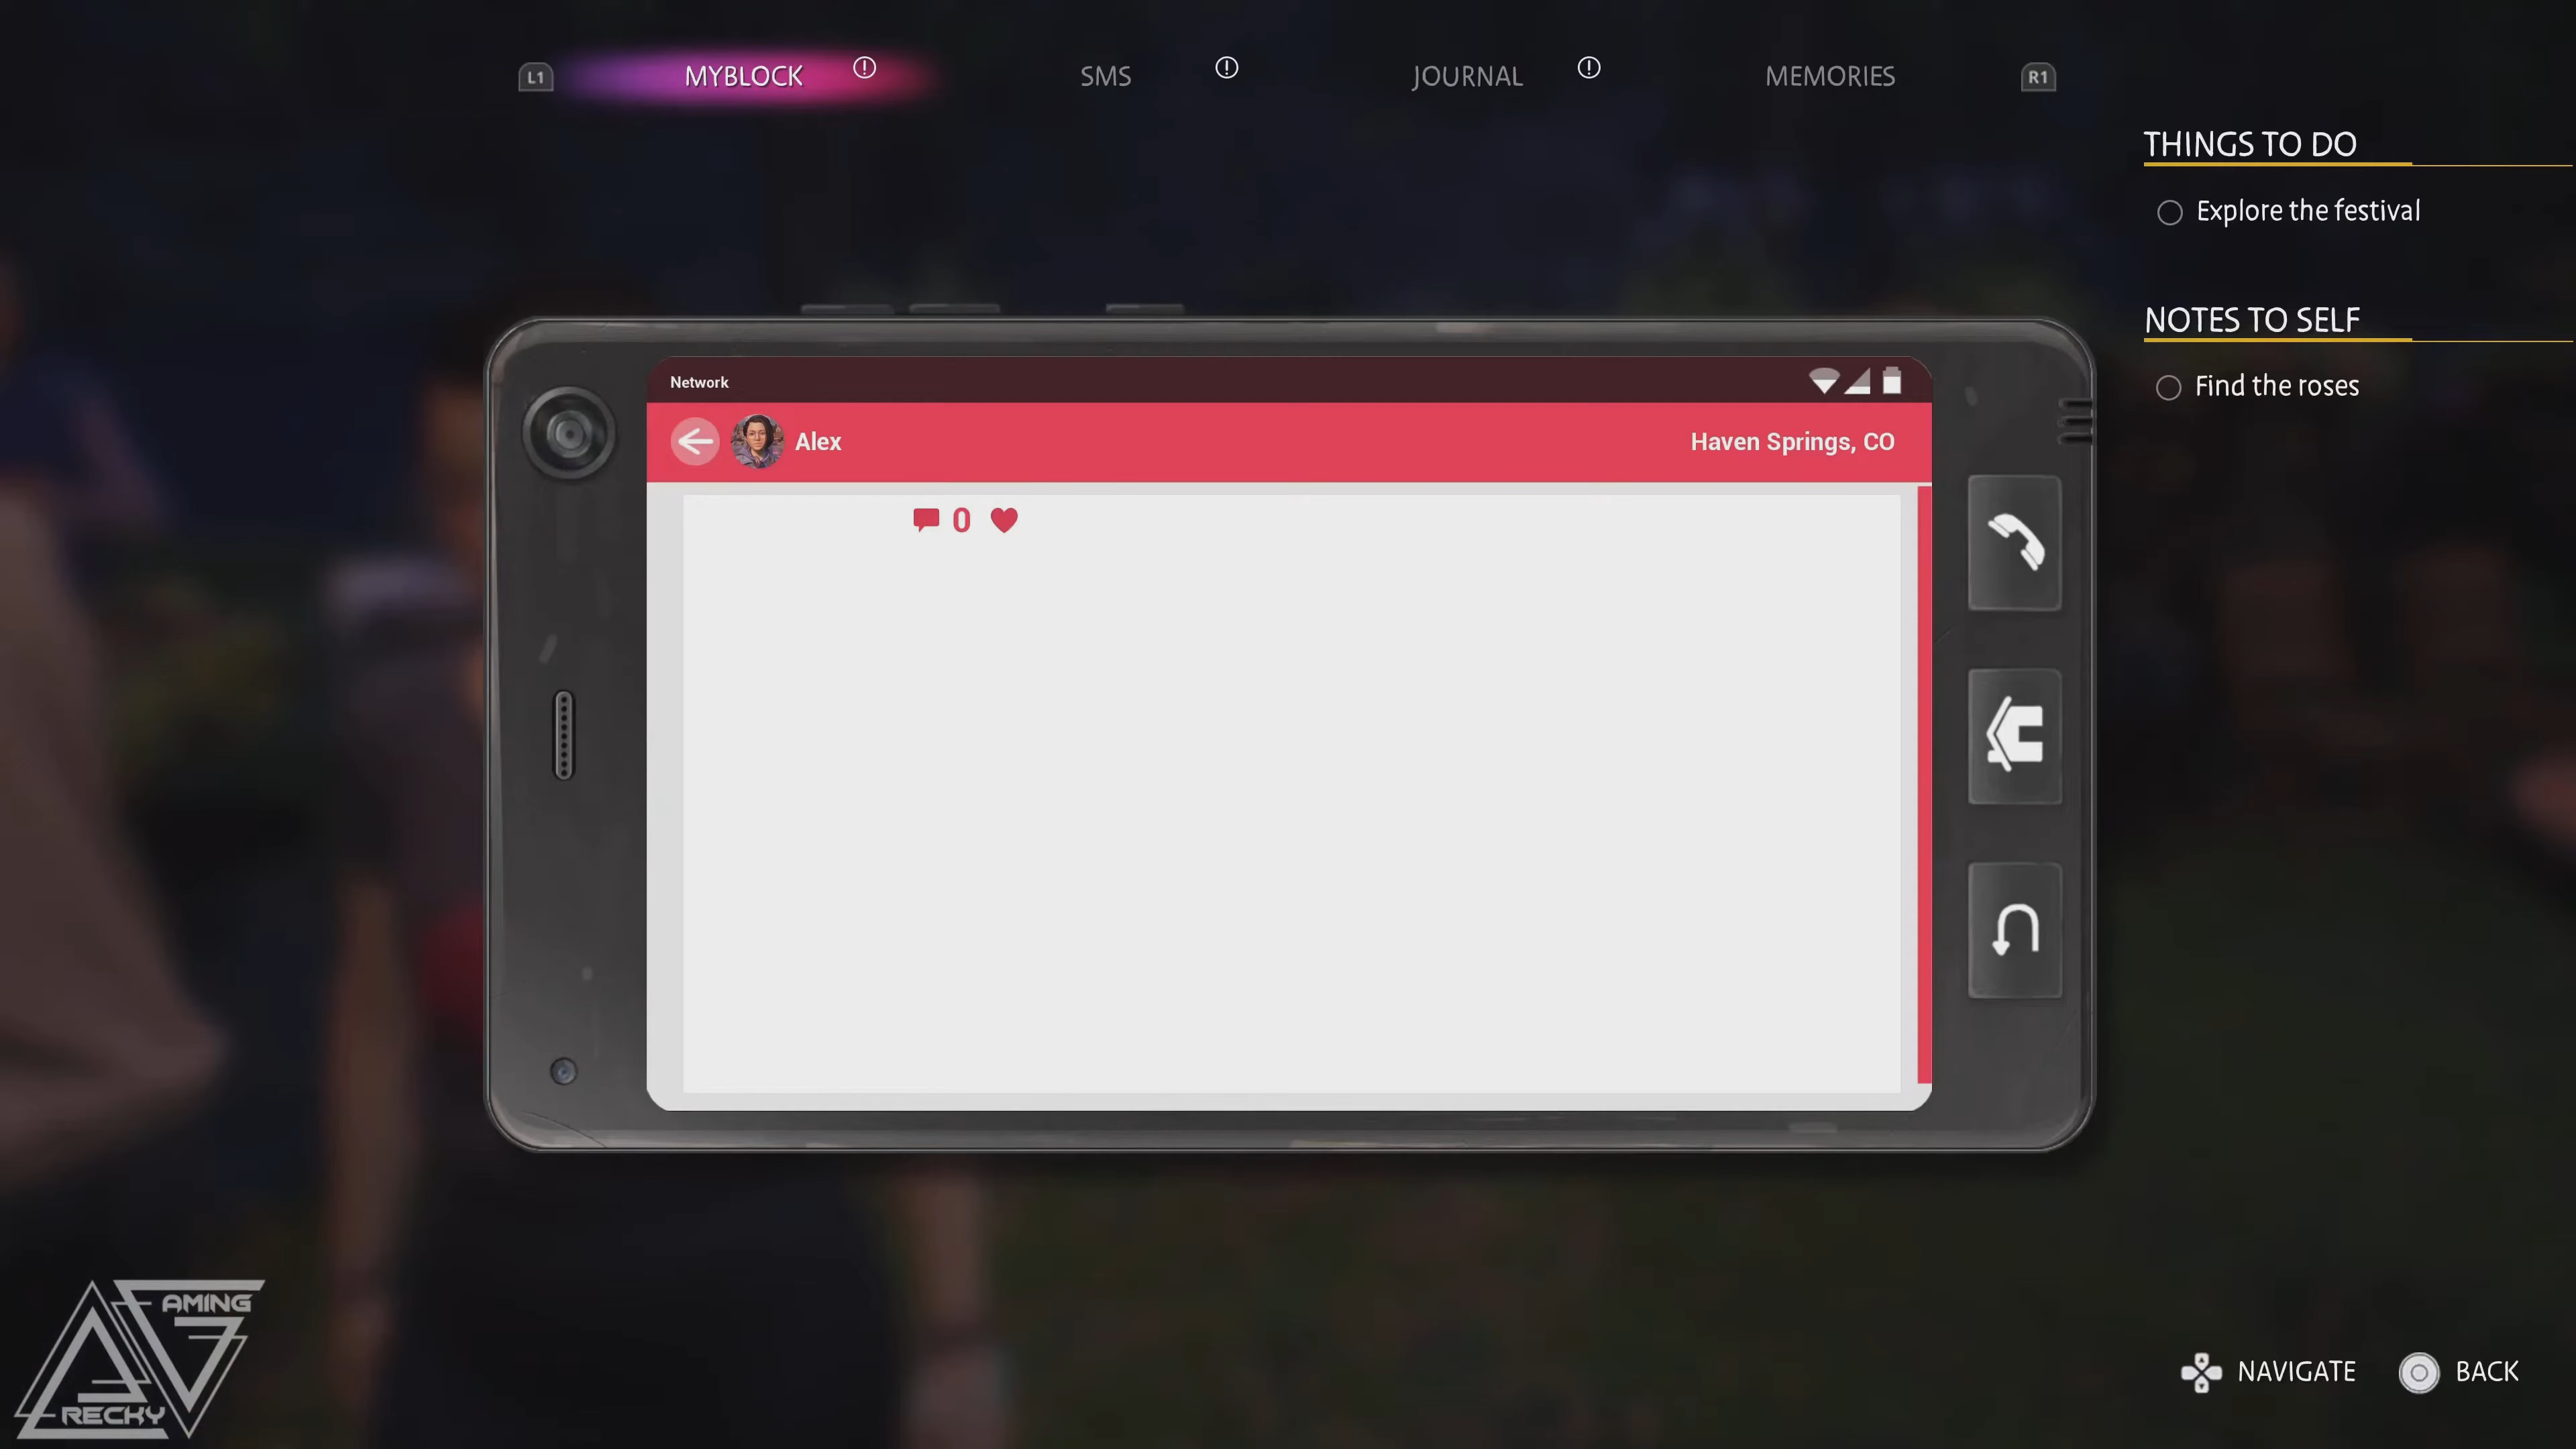 L1
MYBLOCK
SMS
JOURNAL
MEMORIES
R1
THINGS TO DO
Explore the festival
NOTES TO SELF
Find the roses
Network
Alex
Haven Springs, CO
0
AMING
RECKY
NAVIGATE
BACK